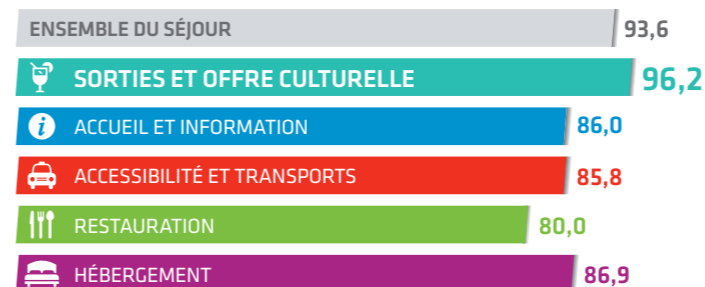 ENSEMBLE DU SÉJOUR 93,6
SORTIES ET OFFRE CULTURELLE 96,2
i ACCUEIL ET INFORMATION 86,0
ACCESSIBILITÉ ET TRANSPORTS 85,8
RESTAURATION 80,0
HÉBERGEMENT 86,9